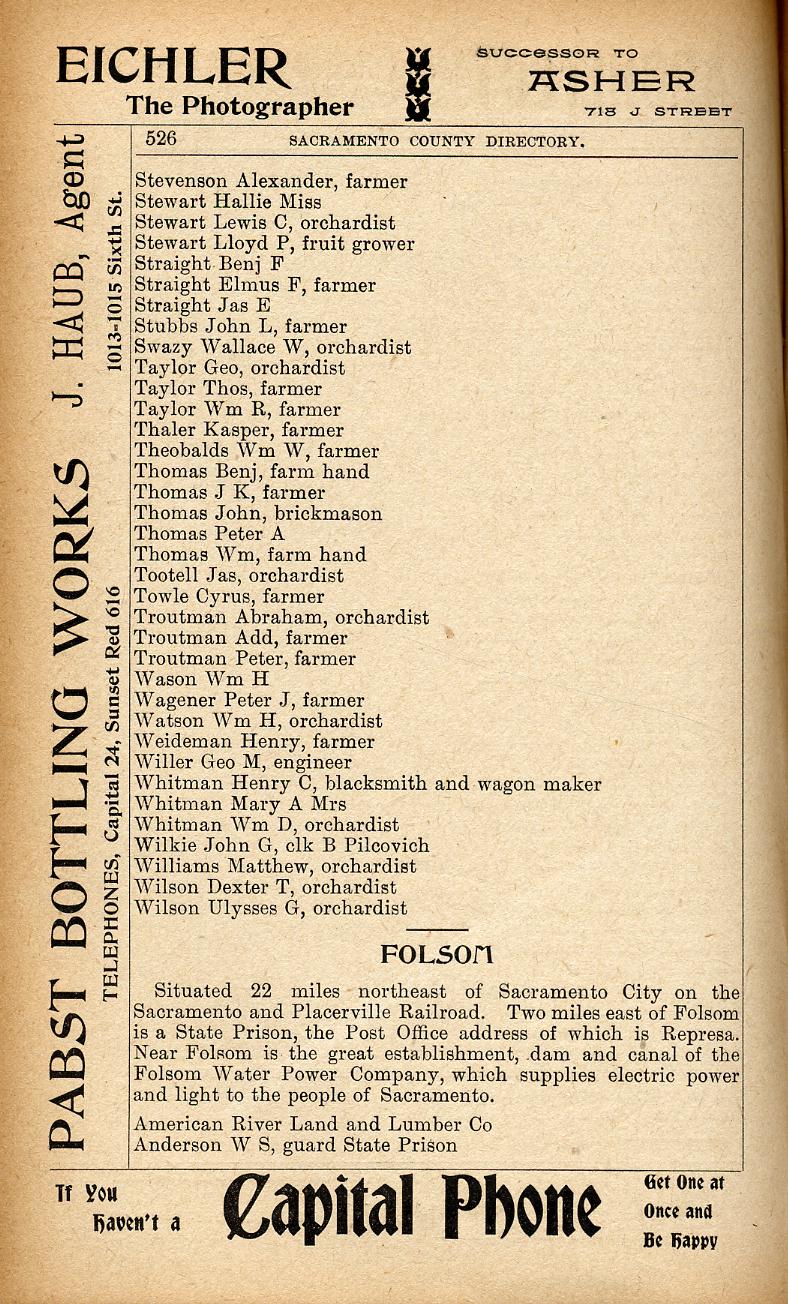 EICHLER
The Photographer
SUCCESSOR TO
ASHER
718 J STREET
PABST BOTTLING WORKS J. HAUB, Agent
TELEPHONES, Capital 24, Sunset Red 616 1013-1015 Sixth St.
526 SACRAMENTO COUNTY DIRECTORY.
Stevenson Alexander, farmer
Stewart Hallie Miss
Stewart Lewis C, orchardist
Stewart Lloyd P, fruit grower
Straight Benj F
Straight Elmus F, farmer
Straight Jas E
Stubbs John L, farmer
Swazy Wallace W, orchardist
Taylor Geo, orchardist
Taylor Thos, farmer
Taylor Wm R, farmer
Thaler Kasper, farmer
Theobalds Wm W, farmer
Thomas Benj, farm hand
Thomas J K, farmer
Thomas John, brickmason
Thomas Peter A
Thomas Wm, farm hand
Tootell Jas, orchardist
Towle Cyrus, farmer
Troutman Abraham, orchardist
Troutman Add, farmer
Troutman Peter, farmer
Wason Wm H
Wagener Peter J, farmer
Watson Wm H, orchardist
Weideman Henry, farmer
Willer Geo M, engineer
Whitman Henry C, blacksmith and wagon maker
Whitman Mary A Mrs
Whitman Wm D, orchardist
Wilkie John G, clk B Pilcovich
Williams Matthew, orchardist
Wilson Dexter T, orchardist
Wilson Ulysses G, orchardist
FOLSOM
Situated 22 miles northeast of Sacramento City on the
Sacramento and Placerville Railroad. Two miles east of Folsom
is a State Prison, the Post Office address of which is Represa.
Near Folsom is the great establishment, dam and canal of the
Folsom Water Power Company, which supplies electric power
and light to the people of Sacramento.
American River Land and Lumber Co
Anderson W S, guard State Prison
If You
Haven't a
Capital Phone
Get One at
Once and
Be Happy